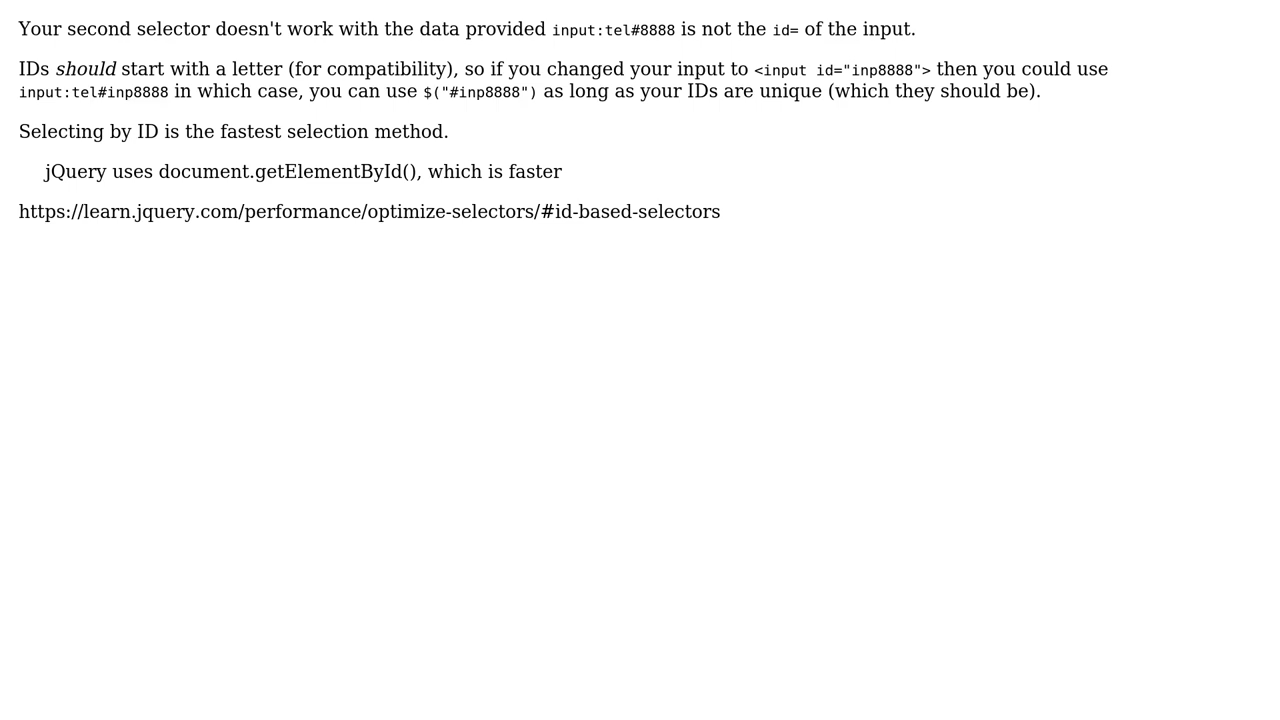 Your second selector doesn't work with the data provided input:tel#8888 is not the id= of the input.
IDs should start with a letter (for compatibility), so if you changed your input to <input id="inp8888"> then you could use
input:tel#inp8888 in which case, you can use $("#inp8888") as long as your IDs are unique (which they should be).
Selecting by ID is the fastest selection method.
jQuery uses document.getElementById(), which is faster
https://learn.jquery.com/performance/optimize-selectors/#id-based-selectors